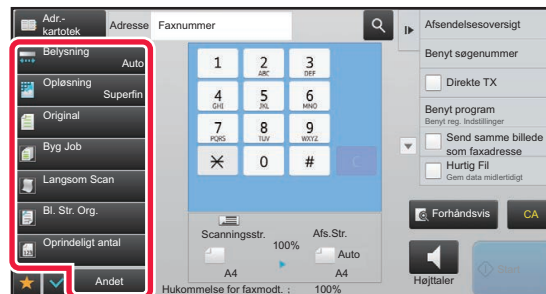 Adr.-
kartotek
Adresse
Faxnummer
Belysning
Auto
Opløsning
Superfin
Original
Byg Job
Langsom Scan
Bl. Str. Org.
Oprindeligt antal
Andet
1
2
ABC
3
DEF
4
GHI
5
JKL
6
MNO
7
PQRS
8
TUV
9
WXYZ
0
#
C
Scanningsstr.
100%
Afs.Str.
Auto
A4
A4
Hukommelse for faxmodt. : 100%
Afsendelsesoversigt
Benyt søgenummer
Direkte TX
Benyt program
Benyt reg. Indstillinger
Send samme billede
som faxadresse
Hurtig Fil
Gem data midlertidigt
Forhåndsvis
CA
Højttaler
Start